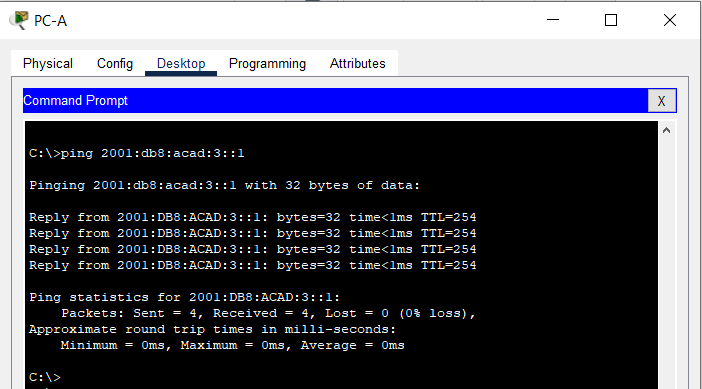 PC-A
Physical Config Desktop Programming Attributes
Command Prompt X
C:\>ping 2001:db8:acad:3::1
Pinging 2001:db8:acad:3::1 with 32 bytes of data:
Reply from 2001:DB8:ACAD:3::1: bytes=32 time<1ms TTL=254
Reply from 2001:DB8:ACAD:3::1: bytes=32 time<1ms TTL=254
Reply from 2001:DB8:ACAD:3::1: bytes=32 time<1ms TTL=254
Reply from 2001:DB8:ACAD:3::1: bytes=32 time<1ms TTL=254
Ping statistics for 2001:DB8:ACAD:3::1:
Packets: Sent = 4, Received = 4, Lost = 0 (0% loss),
Approximate round trip times in milli-seconds:
Minimum = 0ms, Maximum = 0ms, Average = 0ms
C:\>